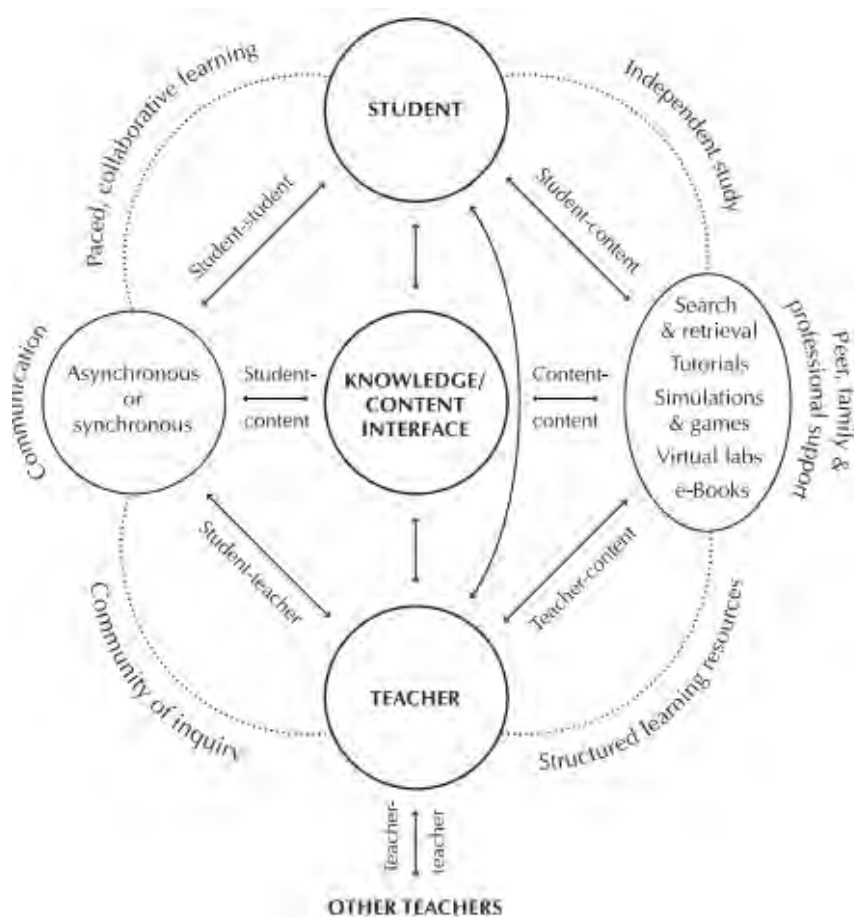 STUDENT
Paced, collaborative learning
Independent study
Student-student
Student-content
Communication
Asynchronous
or
synchronous
Student-
content
KNOWLEDGE/
CONTENT
INTERFACE
Content-
content
Search
& retrieval
Tutorials
Simulations
& games
Virtual labs
e-Books
Peer, family &
professional support
Student-teacher
Teacher-content
Community of inquiry
TEACHER
Structured learning resources
Teacher-
teacher
OTHER TEACHERS